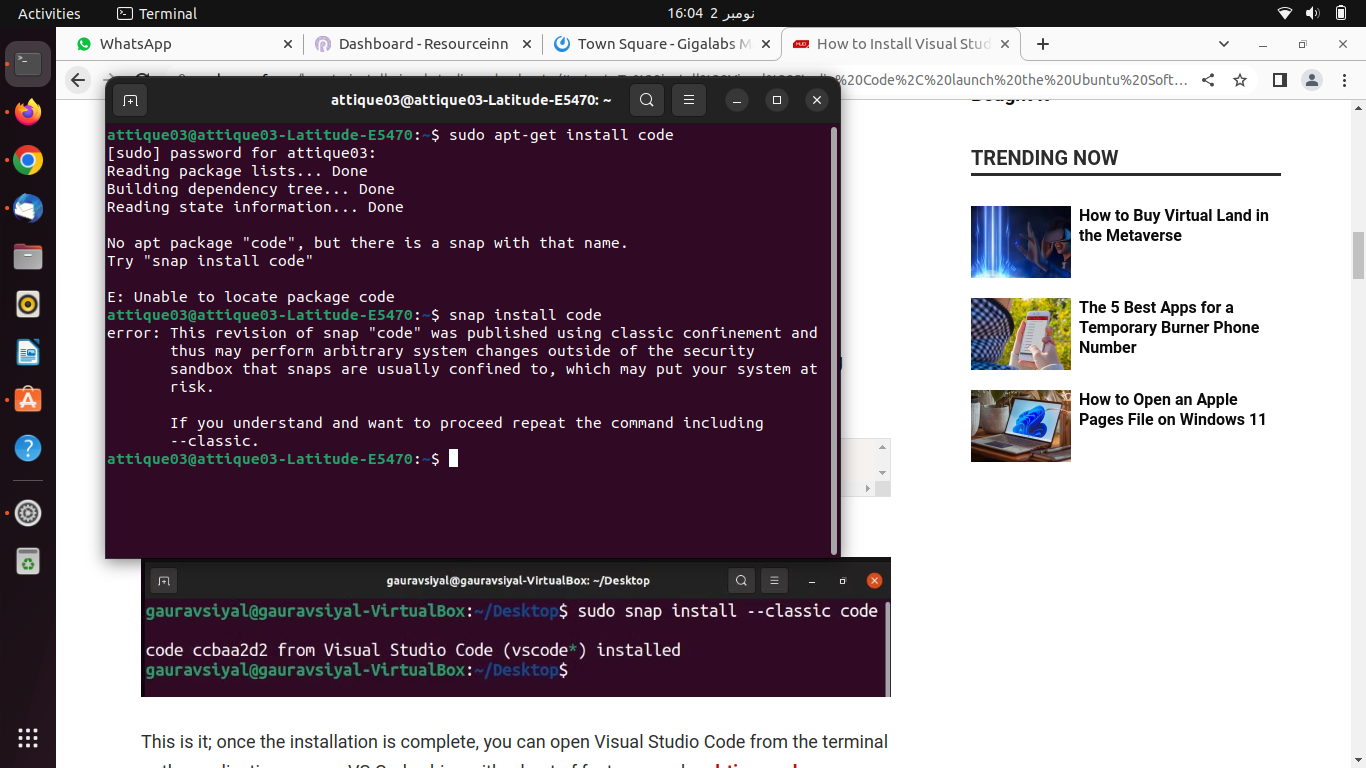 Activities
Terminal
نومبر 2 16:04
WhatsApp
Dashboard - Resourceinn
Town Square - Gigalabs M
How to Install Visual Stud
%20Code%2C%20launch%20the%20Ubuntu%20Soft…
attique03@attique03-Latitude-E5470: ~
attique03@attique03-Latitude-E5470:~$ sudo apt-get install code
[sudo] password for attique03:
Reading package lists... Done
Building dependency tree... Done
Reading state information... Done
No apt package "code", but there is a snap with that name.
Try "snap install code"
E: Unable to locate package code
attique03@attique03-Latitude-E5470:~$ snap install code
error: This revision of snap "code" was published using classic confinement and
thus may perform arbitrary system changes outside of the security
sandbox that snaps are usually confined to, which may put your system at
risk.
If you understand and want to proceed repeat the command including
--classic.
attique03@attique03-Latitude-E5470:~$
TRENDING NOW
How to Buy Virtual Land in
the Metaverse
The 5 Best Apps for a
Temporary Burner Phone
Number
How to Open an Apple
Pages File on Windows 11
gauravsiyal@gauravsiyal-VirtualBox: ~/Desktop
gauravsiyal@gauravsiyal-VirtualBox:~/Desktop$ sudo snap install --classic code
code ccbaa2d2 from Visual Studio Code (vscode*) installed
gauravsiyal@gauravsiyal-VirtualBox:~/Desktop$
This is it; once the installation is complete, you can open Visual Studio Code from the terminal